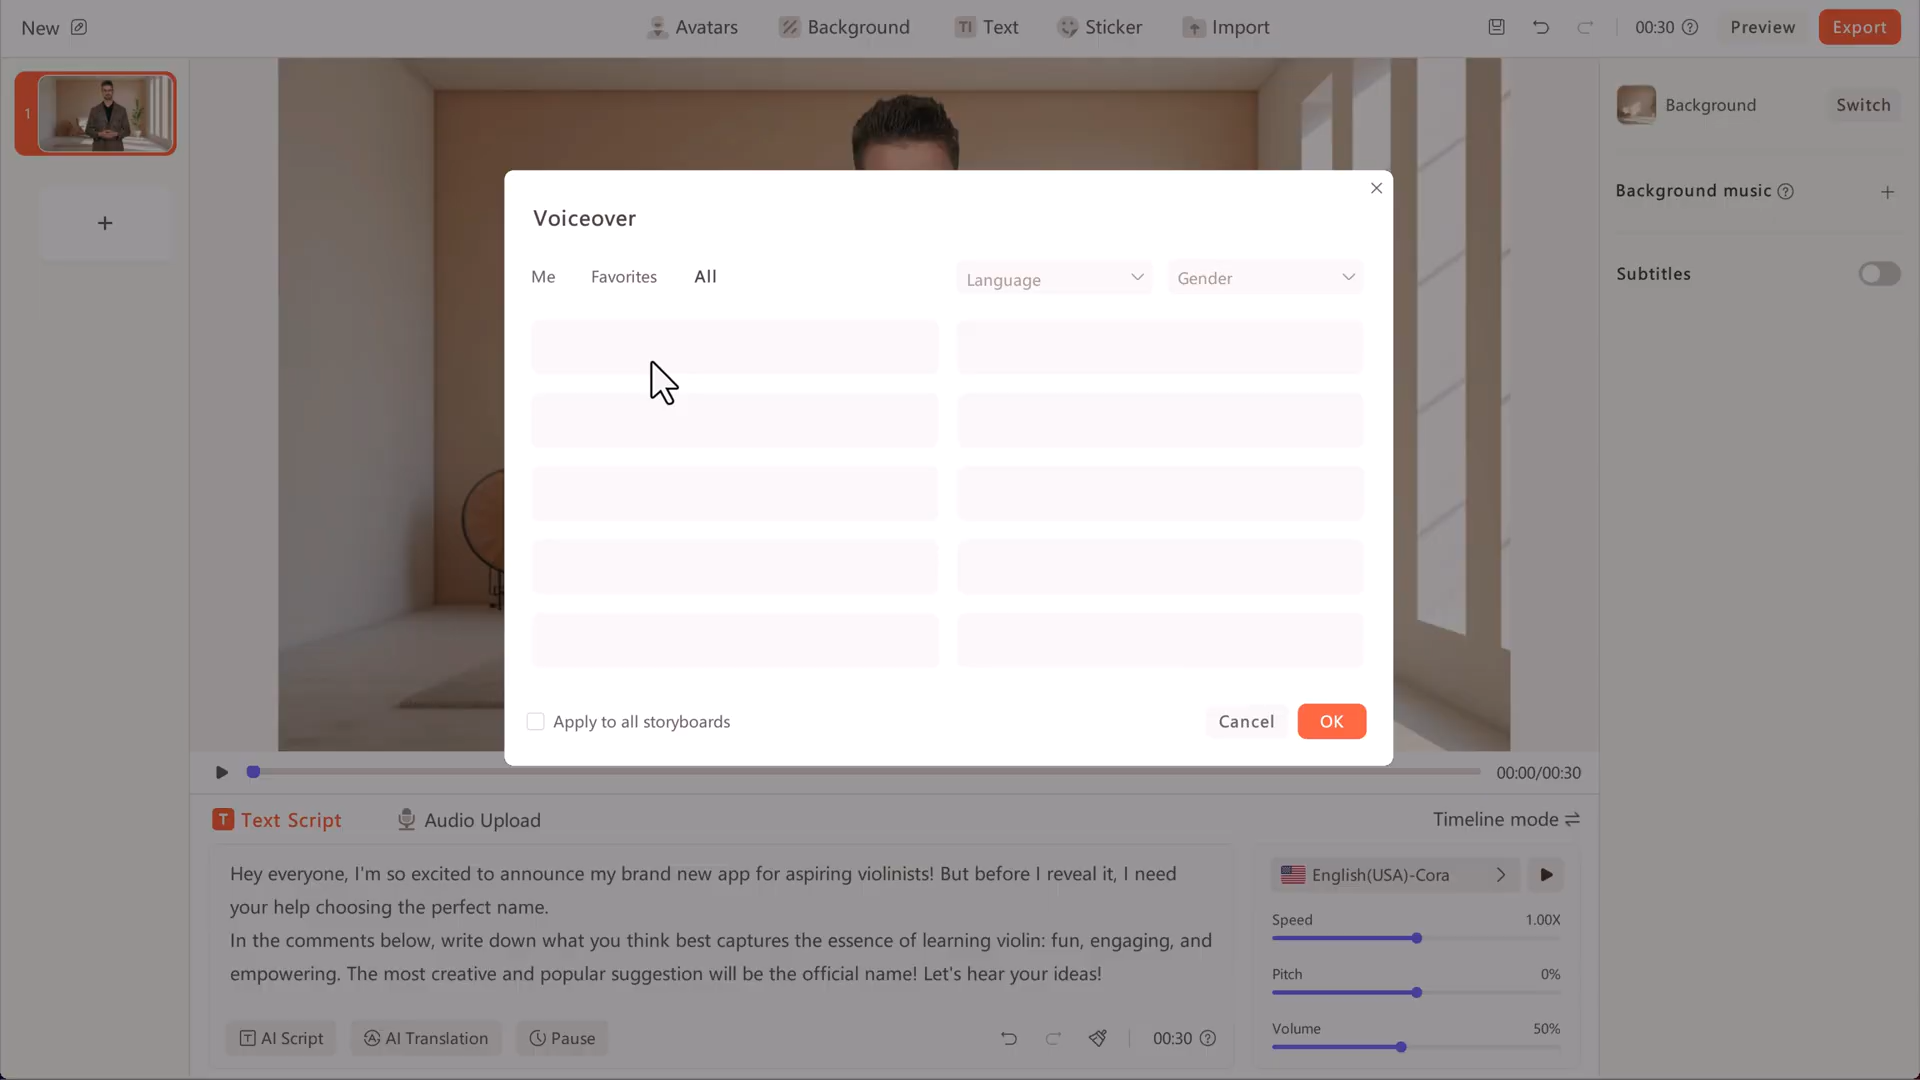 New
Avatars
Background
Text
Sticker
Import
00:30
Preview
Export
1
Background
Switch
Background music
Subtitles
Voiceover
Me
Favorites
All
Language
Gender
Apply to all storyboards
Cancel
OK
00:00/00:30
Text Script
Audio Upload
Timeline mode
Hey everyone, I'm so excited to announce my brand new app for aspiring violinists! But before I reveal it, I need
your help choosing the perfect name.
In the comments below, write down what you think best captures the essence of learning violin: fun, engaging, and
empowering. The most creative and popular suggestion will be the official name! Let's hear your ideas!
English(USA)-Cora
Speed
1.00X
Pitch
0%
Volume
50%
AI Script
AI Translation
Pause
00:30